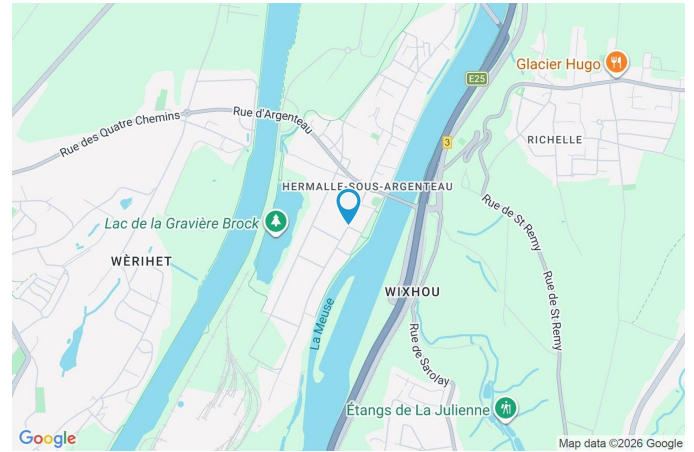 Glacier Hugo
E25
Rue d'Argenteau
Rue des Quatre Chemins
3
RICHELLE
HERMALLE-SOUS-ARGENTEAU
Rue de St Remy
Lac de la Gravière Brock
WÈRIHET
Rue de St Remy
WIXHOU
La Meuse
Rue de Sarolay
Étangs de La Julienne
Google
Map data ©2026 Google